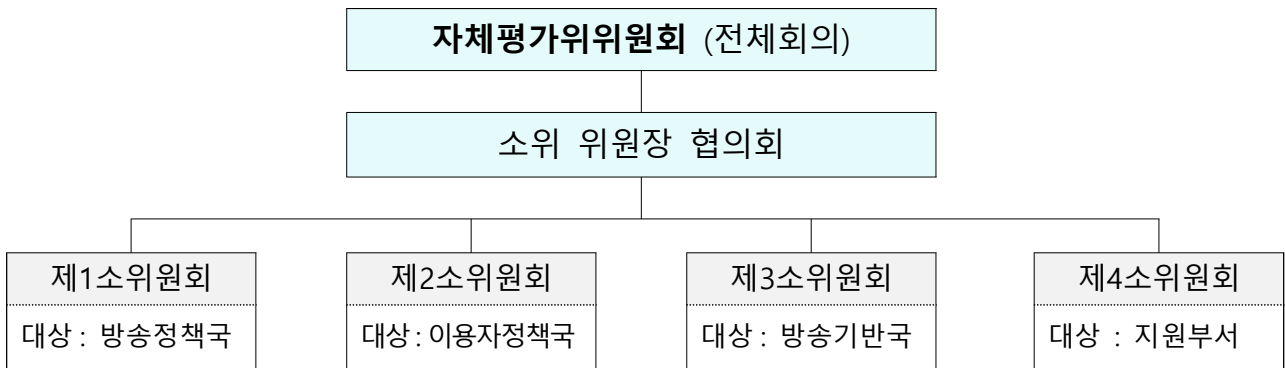 자체평가위위원회 (전체회의)
소위 위원장 협의회
제1소위원회
대상 : 방송정책국
제2소위원회
대상 : 이용자정책국
제3소위원회
대상 : 방송기반국
제4소위원회
대상 : 지원부서